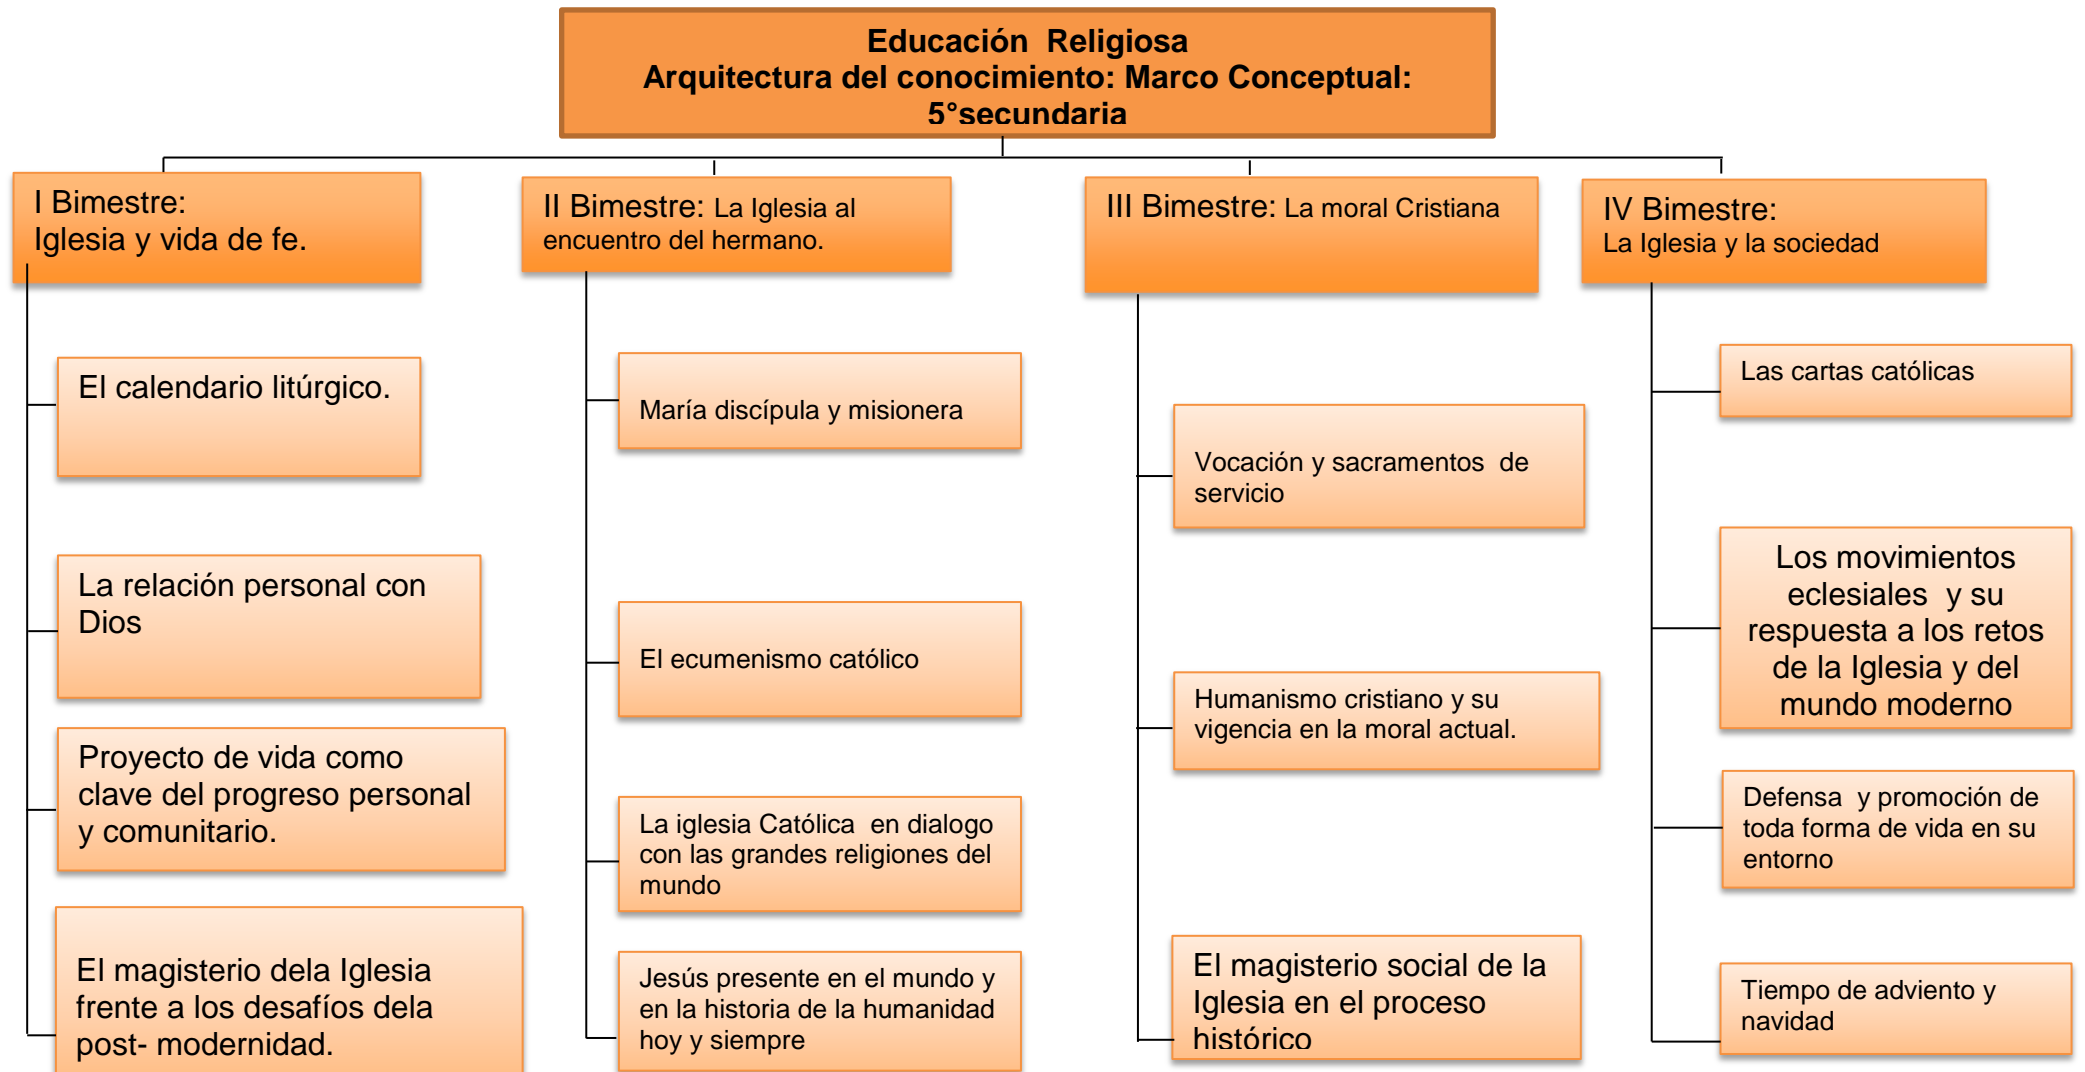 Educación Religiosa
Arquitectura del conocimiento: Marco Conceptual:
5°secundaria
I Bimestre:
Iglesia y vida de fe.
El calendario litúrgico.
La relación personal con
Dios
Proyecto de vida como
clave del progreso personal
y comunitario.
El magisterio dela Iglesia
frente a los desafíos dela
post- modernidad.
II Bimestre: La Iglesia al
encuentro del hermano.
María discípula y misionera
El ecumenismo católico
La iglesia Católica en dialogo
con las grandes religiones del
mundo
Jesús presente en el mundo y
en la historia de la humanidad
hoy y siempre
III Bimestre: La moral Cristiana
Vocación y sacramentos de
servicio
Humanismo cristiano y su
vigencia en la moral actual.
El magisterio social de la
Iglesia en el proceso
histórico
IV Bimestre:
La Iglesia y la sociedad
Las cartas católicas
Los movimientos
eclesiales y su
respuesta a los retos
de la Iglesia y del
mundo moderno
Defensa y promoción de
toda forma de vida en su
entorno
Tiempo de adviento y
navidad